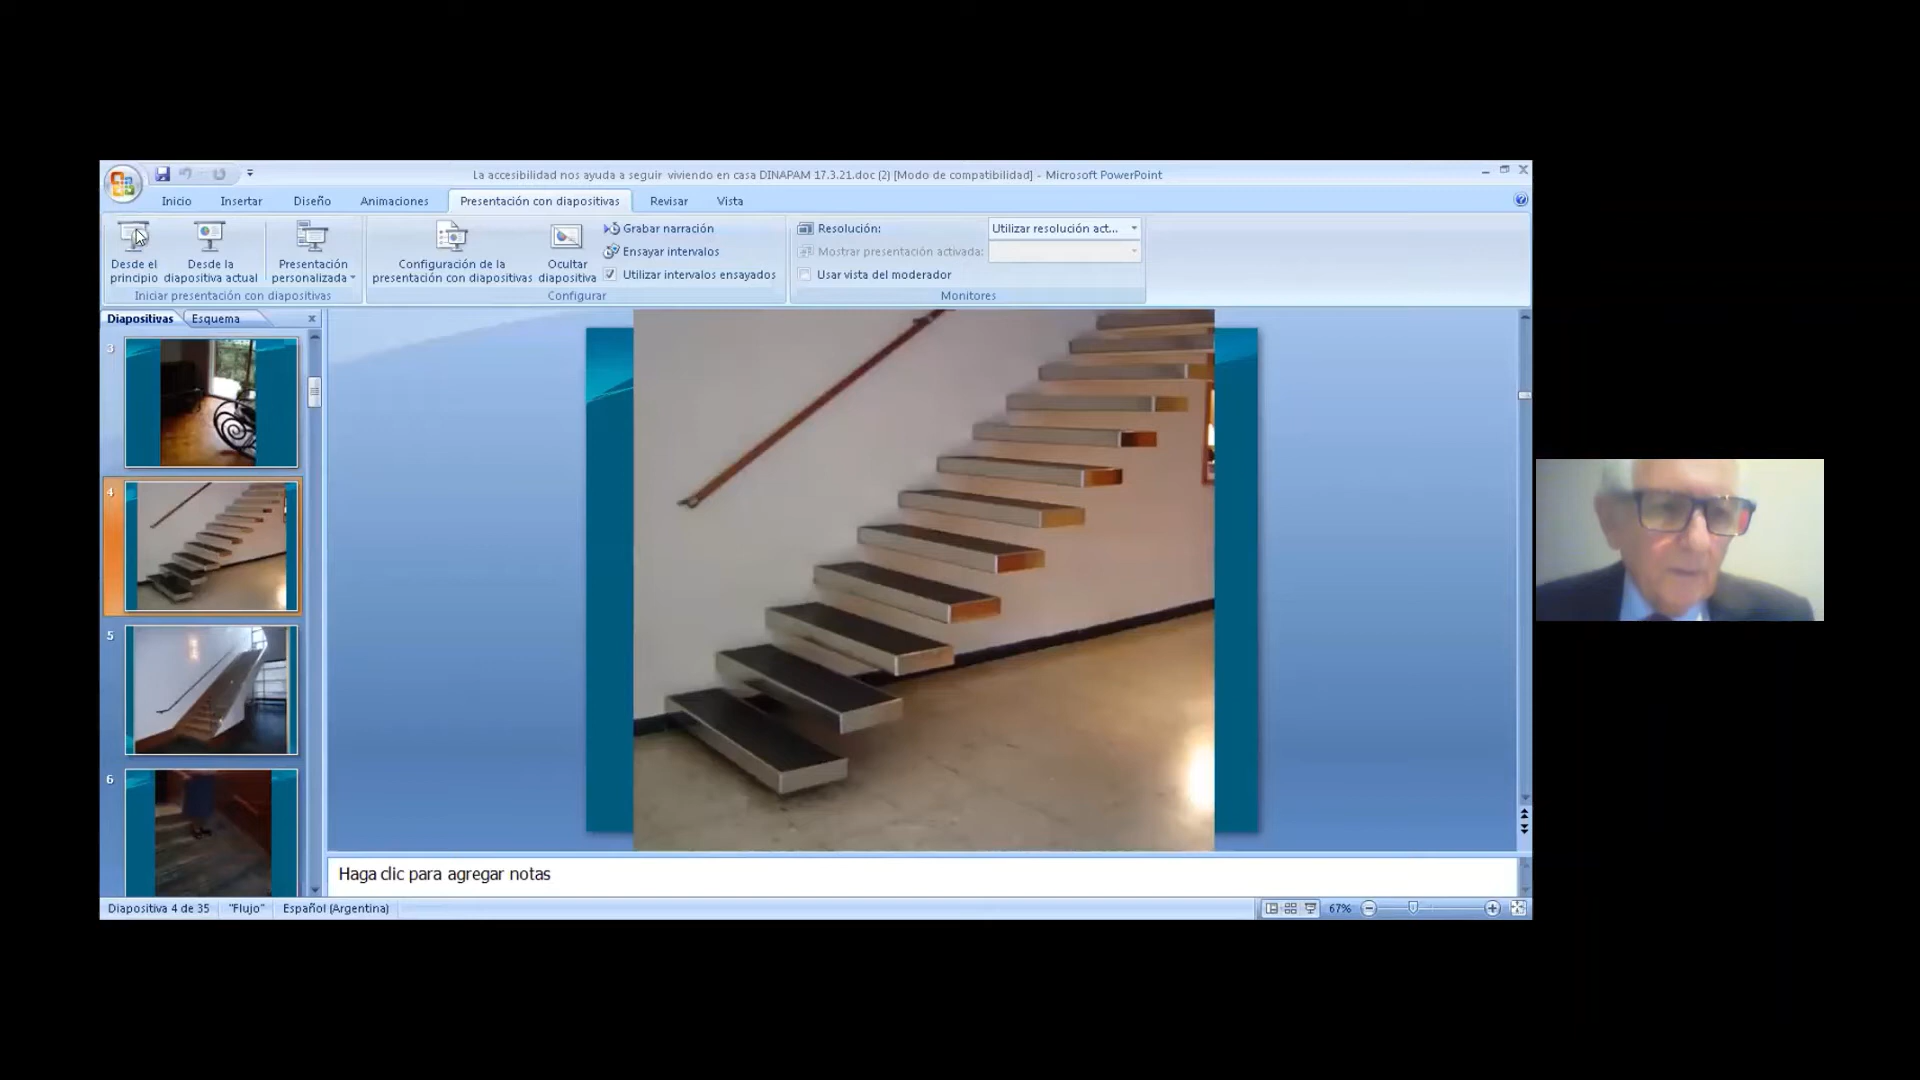 La accesibilidad nos ayuda a seguir viviendo en casa DINAPAM 17.3.21.doc (2) [Modo de compatibilidad] - Microsoft PowerPoint
Inicio Insertar Diseño Animaciones Presentación con diapositivas Revisar Vista
Desde el principio
Desde la diapositiva actual
Presentación personalizada
Iniciar presentación con diapositivas
Configuración de la presentación con diapositivas
Ocultar diapositiva
Grabar narración
Ensayar intervalos
Utilizar intervalos ensayados
Configurar
Resolución: Utilizar resolución act...
Mostrar presentación activada:
Usar vista del moderador
Monitores
Diapositivas Esquema
3
4
5
6
Haga clic para agregar notas
Diapositiva 4 de 35 "Flujo" Español (Argentina) 67%